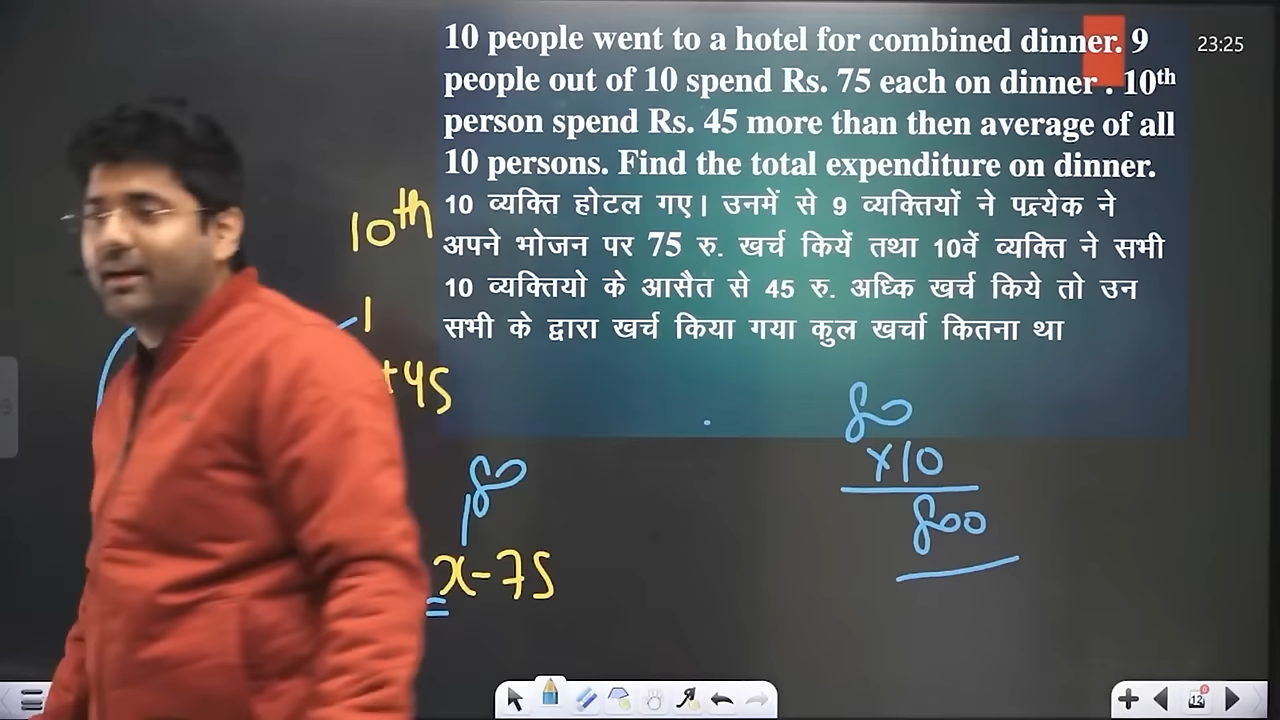 10 people went to a hotel for combined dinner. 9
people out of 10 spend Rs. 75 each on dinner . 10th
person spend Rs. 45 more than then average of all
10 persons. Find the total expenditure on dinner.
10 व्यक्ति होटल गए। उनमें से 9 व्यक्तियों ने प्रत्येक ने
अपने भोजन पर 75 रु. खर्च कियें तथा 10वें व्यक्ति ने सभी
10 व्यक्तियो के आसैत से 45 रु. अधिक खर्च किये तो उन
सभी के द्वारा खर्च किया गया कुल खर्चा कितना था
23:25
10th
1
+45
80
x-75
80
×10
800
12